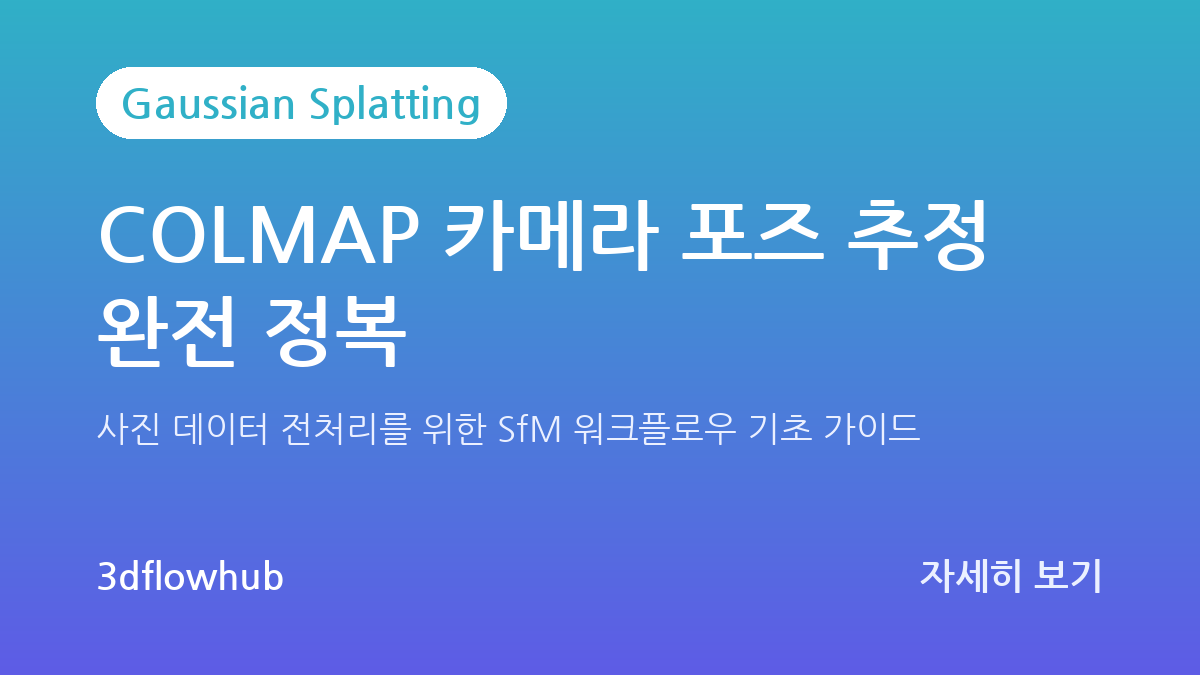 Gaussian Splatting
COLMAP 카메라 포즈 추정
완전 정복
사진 데이터 전처리를 위한 SfM 워크플로우 기초 가이드
3dflowhub
자세히 보기